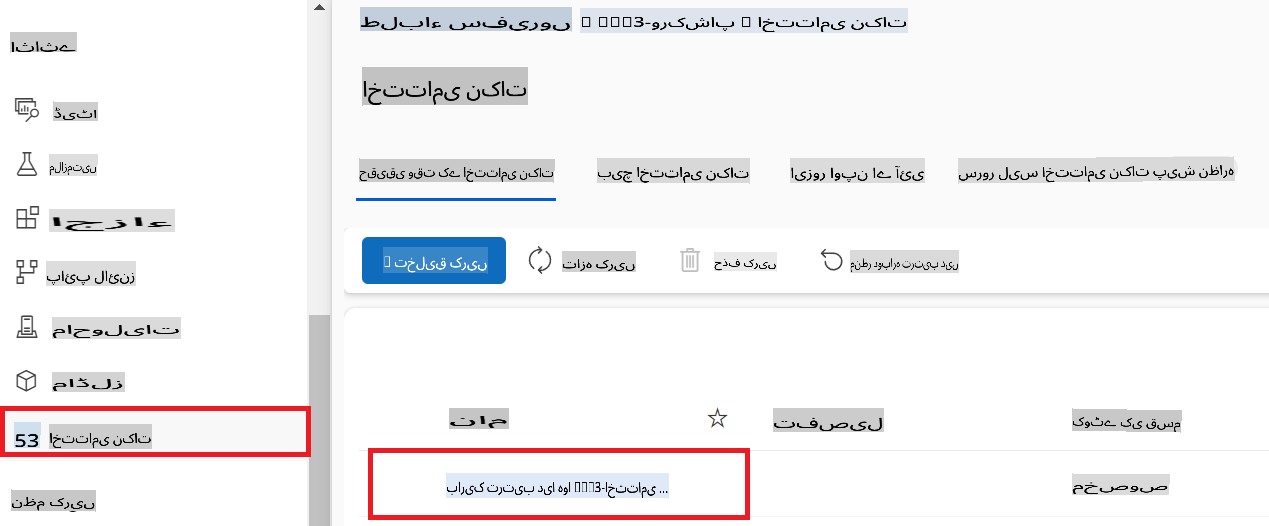 طلباء سفیروں 3-ورکشاپ اختتامی نکات
اثاثے
ڈیٹا
ملازمتیں
اجزاء
پائپ لائنز
ماحولیات
ماڈلز
53 اختتامی نکات
نظم کریں
اختتامی نکات
حقیقی وقت کے اختتامی نکات
بیچ اختتامی نکات
ایزور اوپن اے آئی
سرور لیس اختتامی نکات پیش نظارہ
تخلیق کریں
تازہ کریں
حذف کریں
منظر دوبارہ ترتیب دیں
نام
تفصیل
کوٹے کی قسم
باریک ترتیب دیا ہوا 3-اختتامی ...
مخصوص